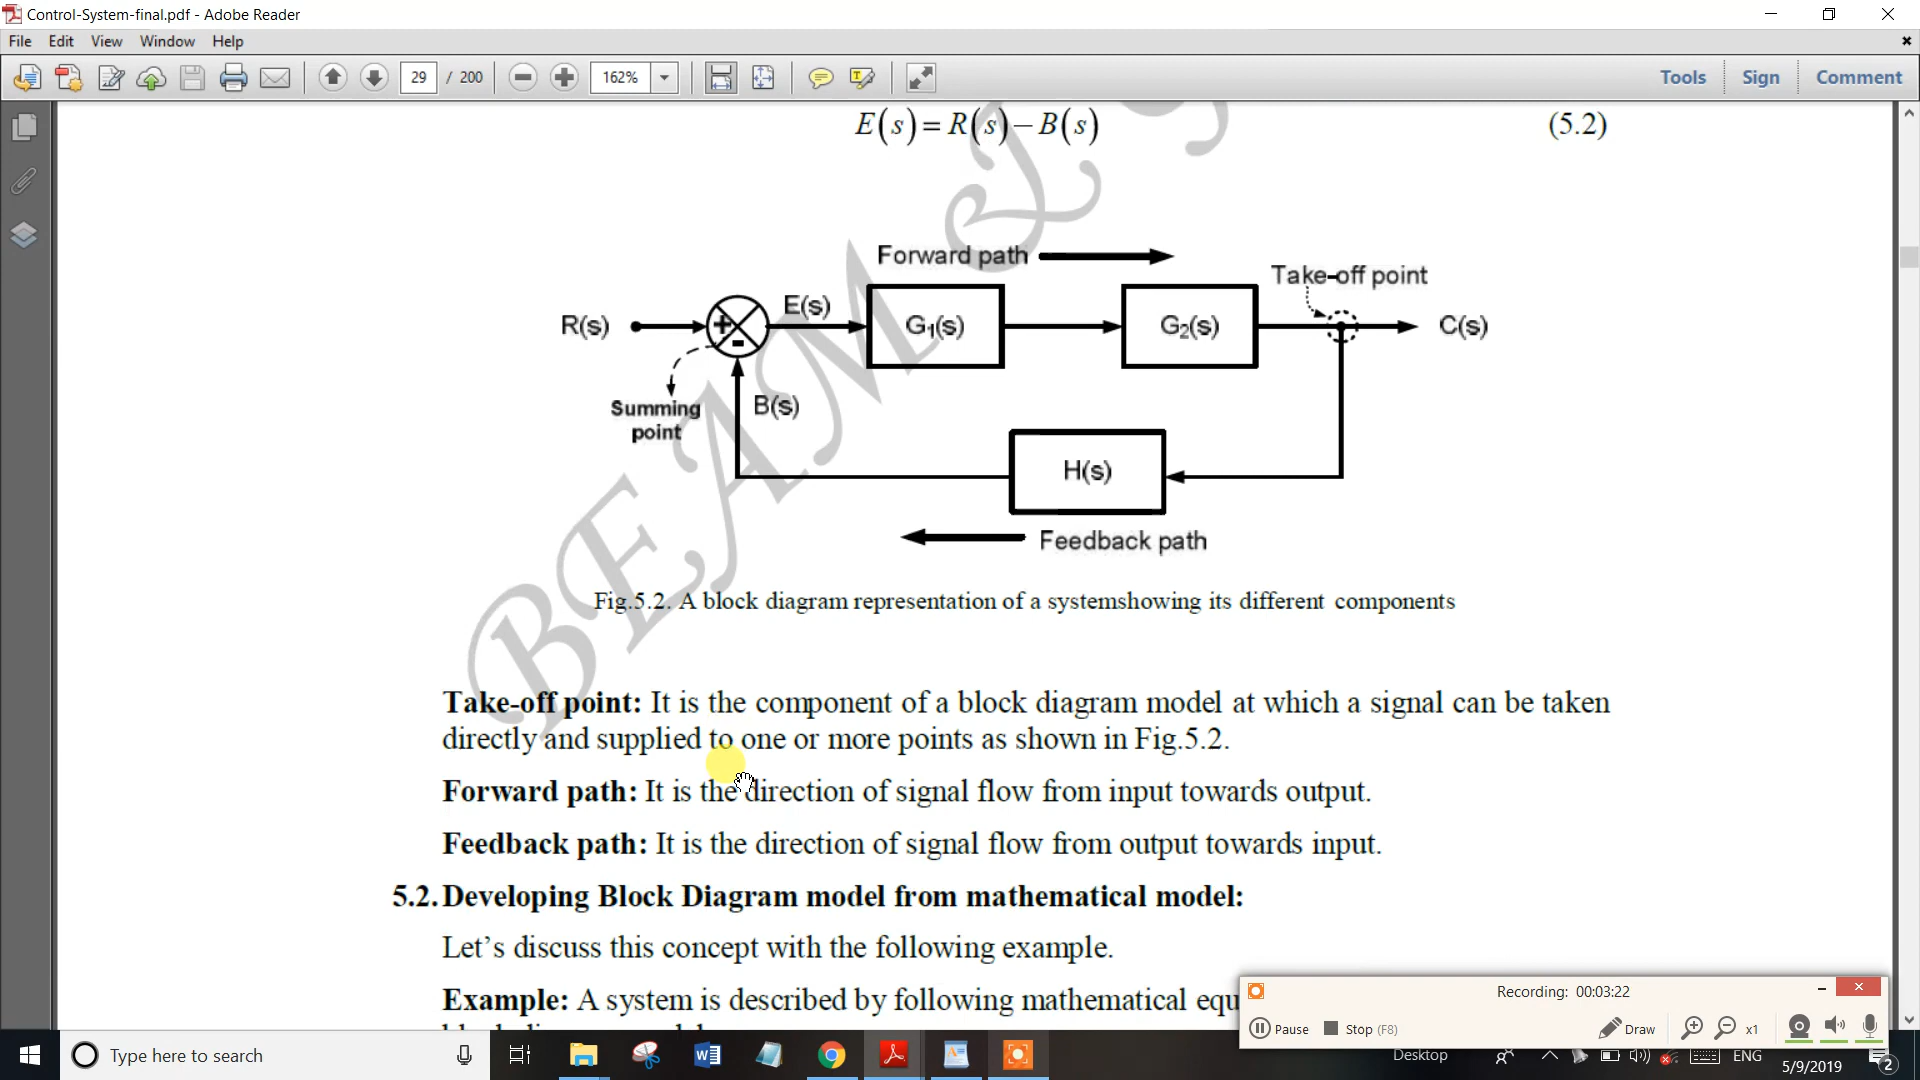 Control-System-final.pdf - Adobe Reader
File Edit View Window Help
29 / 200 162% Tools Sign Comment
E(s) = R(s) – B(s) (5.2)
Forward path
Take-off point
R(s) + - E(s) G₁(s) G₂(s) C(s)
Summing
point
B(s)
H(s)
Feedback path
Fig.5.2. A block diagram representation of a systemshowing its different components
Take-off point: It is the component of a block diagram model at which a signal can be taken
directly and supplied to one or more points as shown in Fig.5.2.
Forward path: It is the direction of signal flow from input towards output.
Feedback path: It is the direction of signal flow from output towards input.
5.2. Developing Block Diagram model from mathematical model:
Let’s discuss this concept with the following example.
Example: A system is described by following mathematical equ
BEAM
Recording: 00:03:22
Pause Stop (F8) Draw x1
Type here to search
Desktop ENG
5/9/2019 2